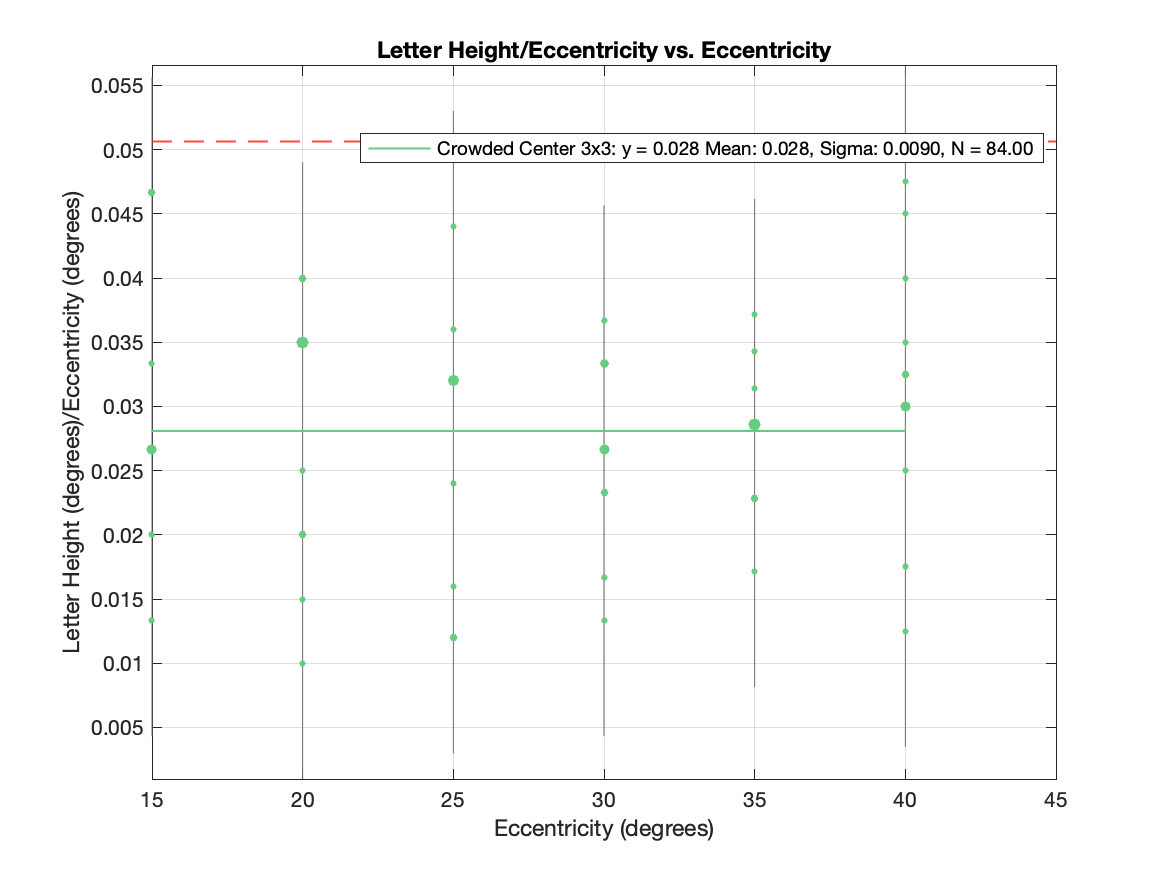 Letter Height/Eccentricity vs. Eccentricity
0.055
0.05
0.045
0.04
0.035
0.03
0.025
0.02
0.015
0.01
0.005
Crowded Center 3x3: y = 0.028 Mean: 0.028, Sigma: 0.0090, N = 84.00
Letter Height (degrees)/Eccentricity (degrees)
15 20 25 30 35 40 45
Eccentricity (degrees)